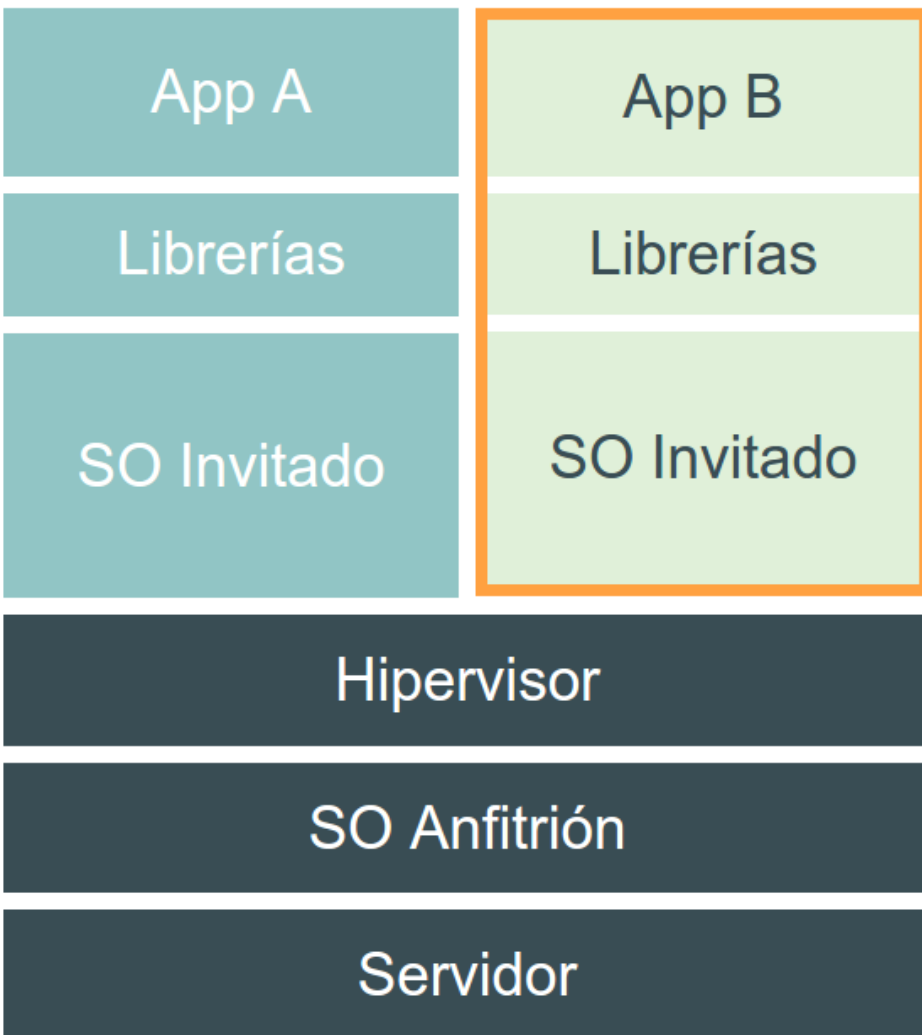 App A
App B
Librerías
Librerías
SO Invitado
SO Invitado
Hipervisor
SO Anfitrión
Servidor